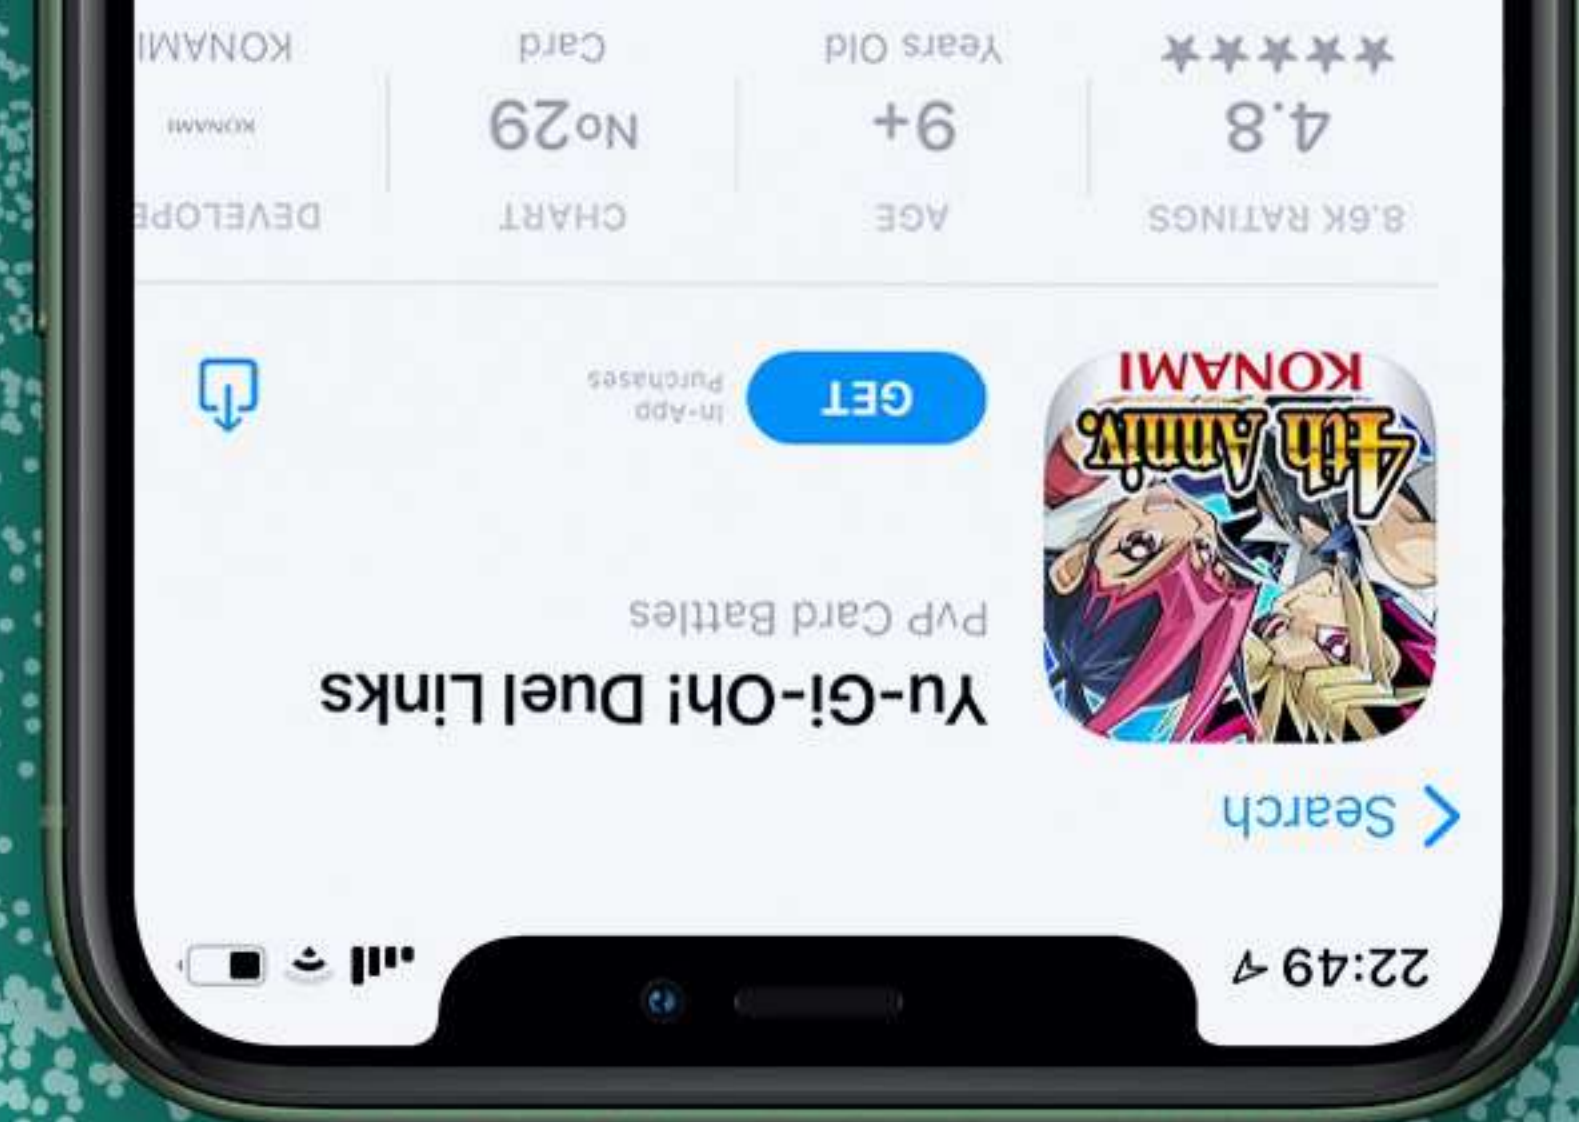 22:49
Search
Yu-Gi-Oh! Duel Links
PvP Card Battles
4th Anniv.
KONAMI
GET
In-App
Purchases
8.6K RATINGS
4.8
★★★★★
AGE
9+
Years Old
CHART
No29
Card
DEVELOPE
KONAMI
KONAMI